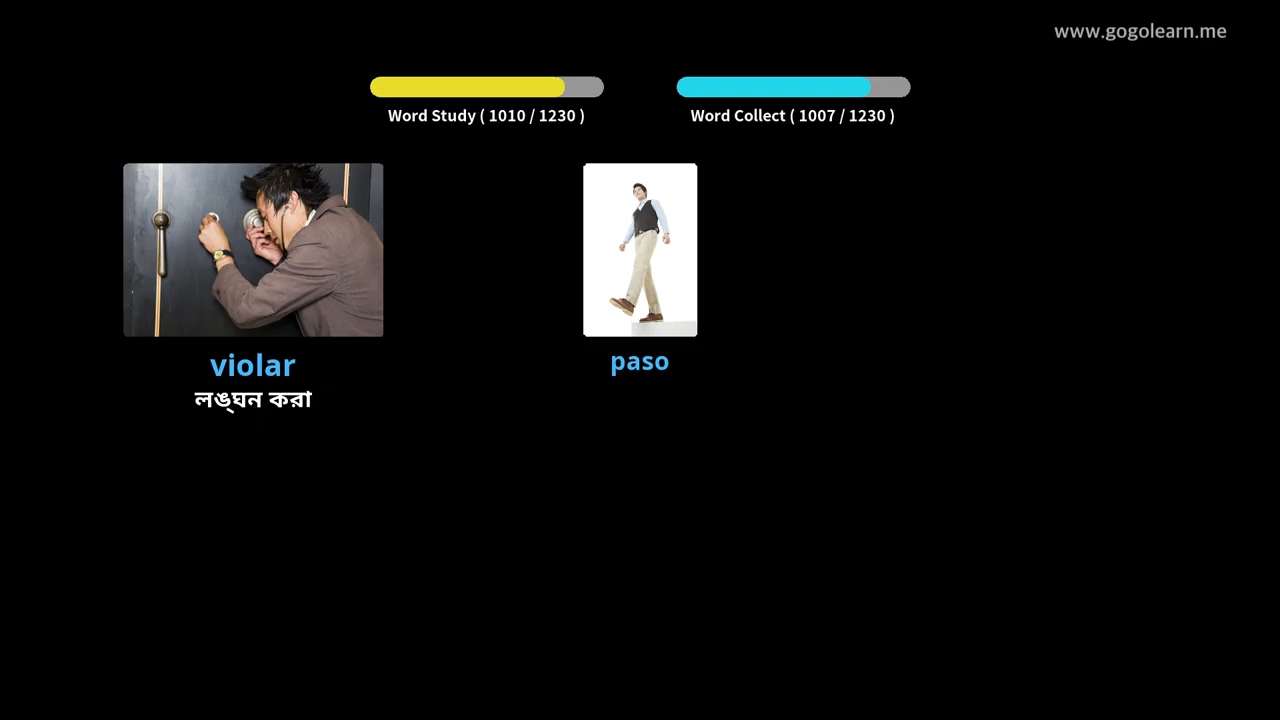 www.gogolearn.me
Word Study ( 1010 / 1230 )
Word Collect ( 1007 / 1230 )
violar
লঙ্ঘন করা
paso